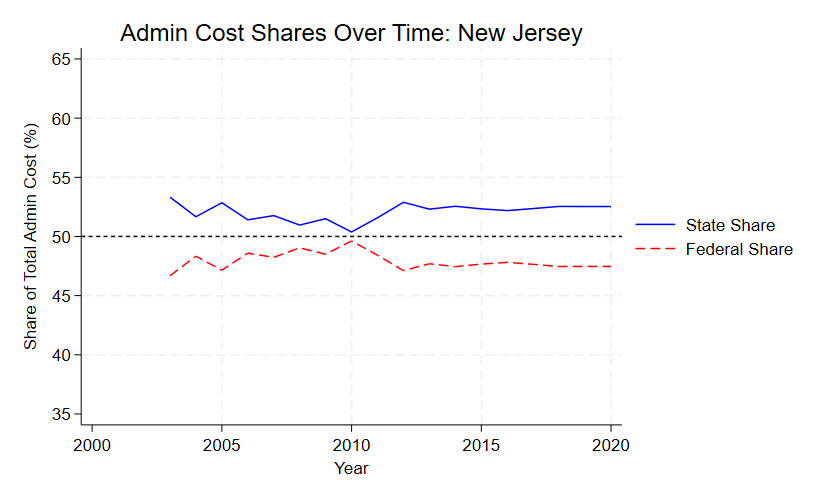 Admin Cost Shares Over Time: New Jersey
Share of Total Admin Cost (%)
65
60
55
50
45
40
35
2000
2005
2010
2015
2020
Year
State Share
Federal Share